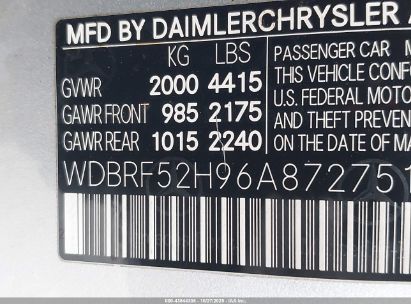 MFD BY DAIMLERCHRYSLER
KG LBS
GVWR 2000 4415
GAWR FRONT 985 2175
GAWR REAR 1015 2240
PASSENGER CAR
THIS VEHICLE CONF
U.S. FEDERAL MOTO
AND THEFT PREVEN
ON THE DATE OF MA
WDBRF52H96A87275